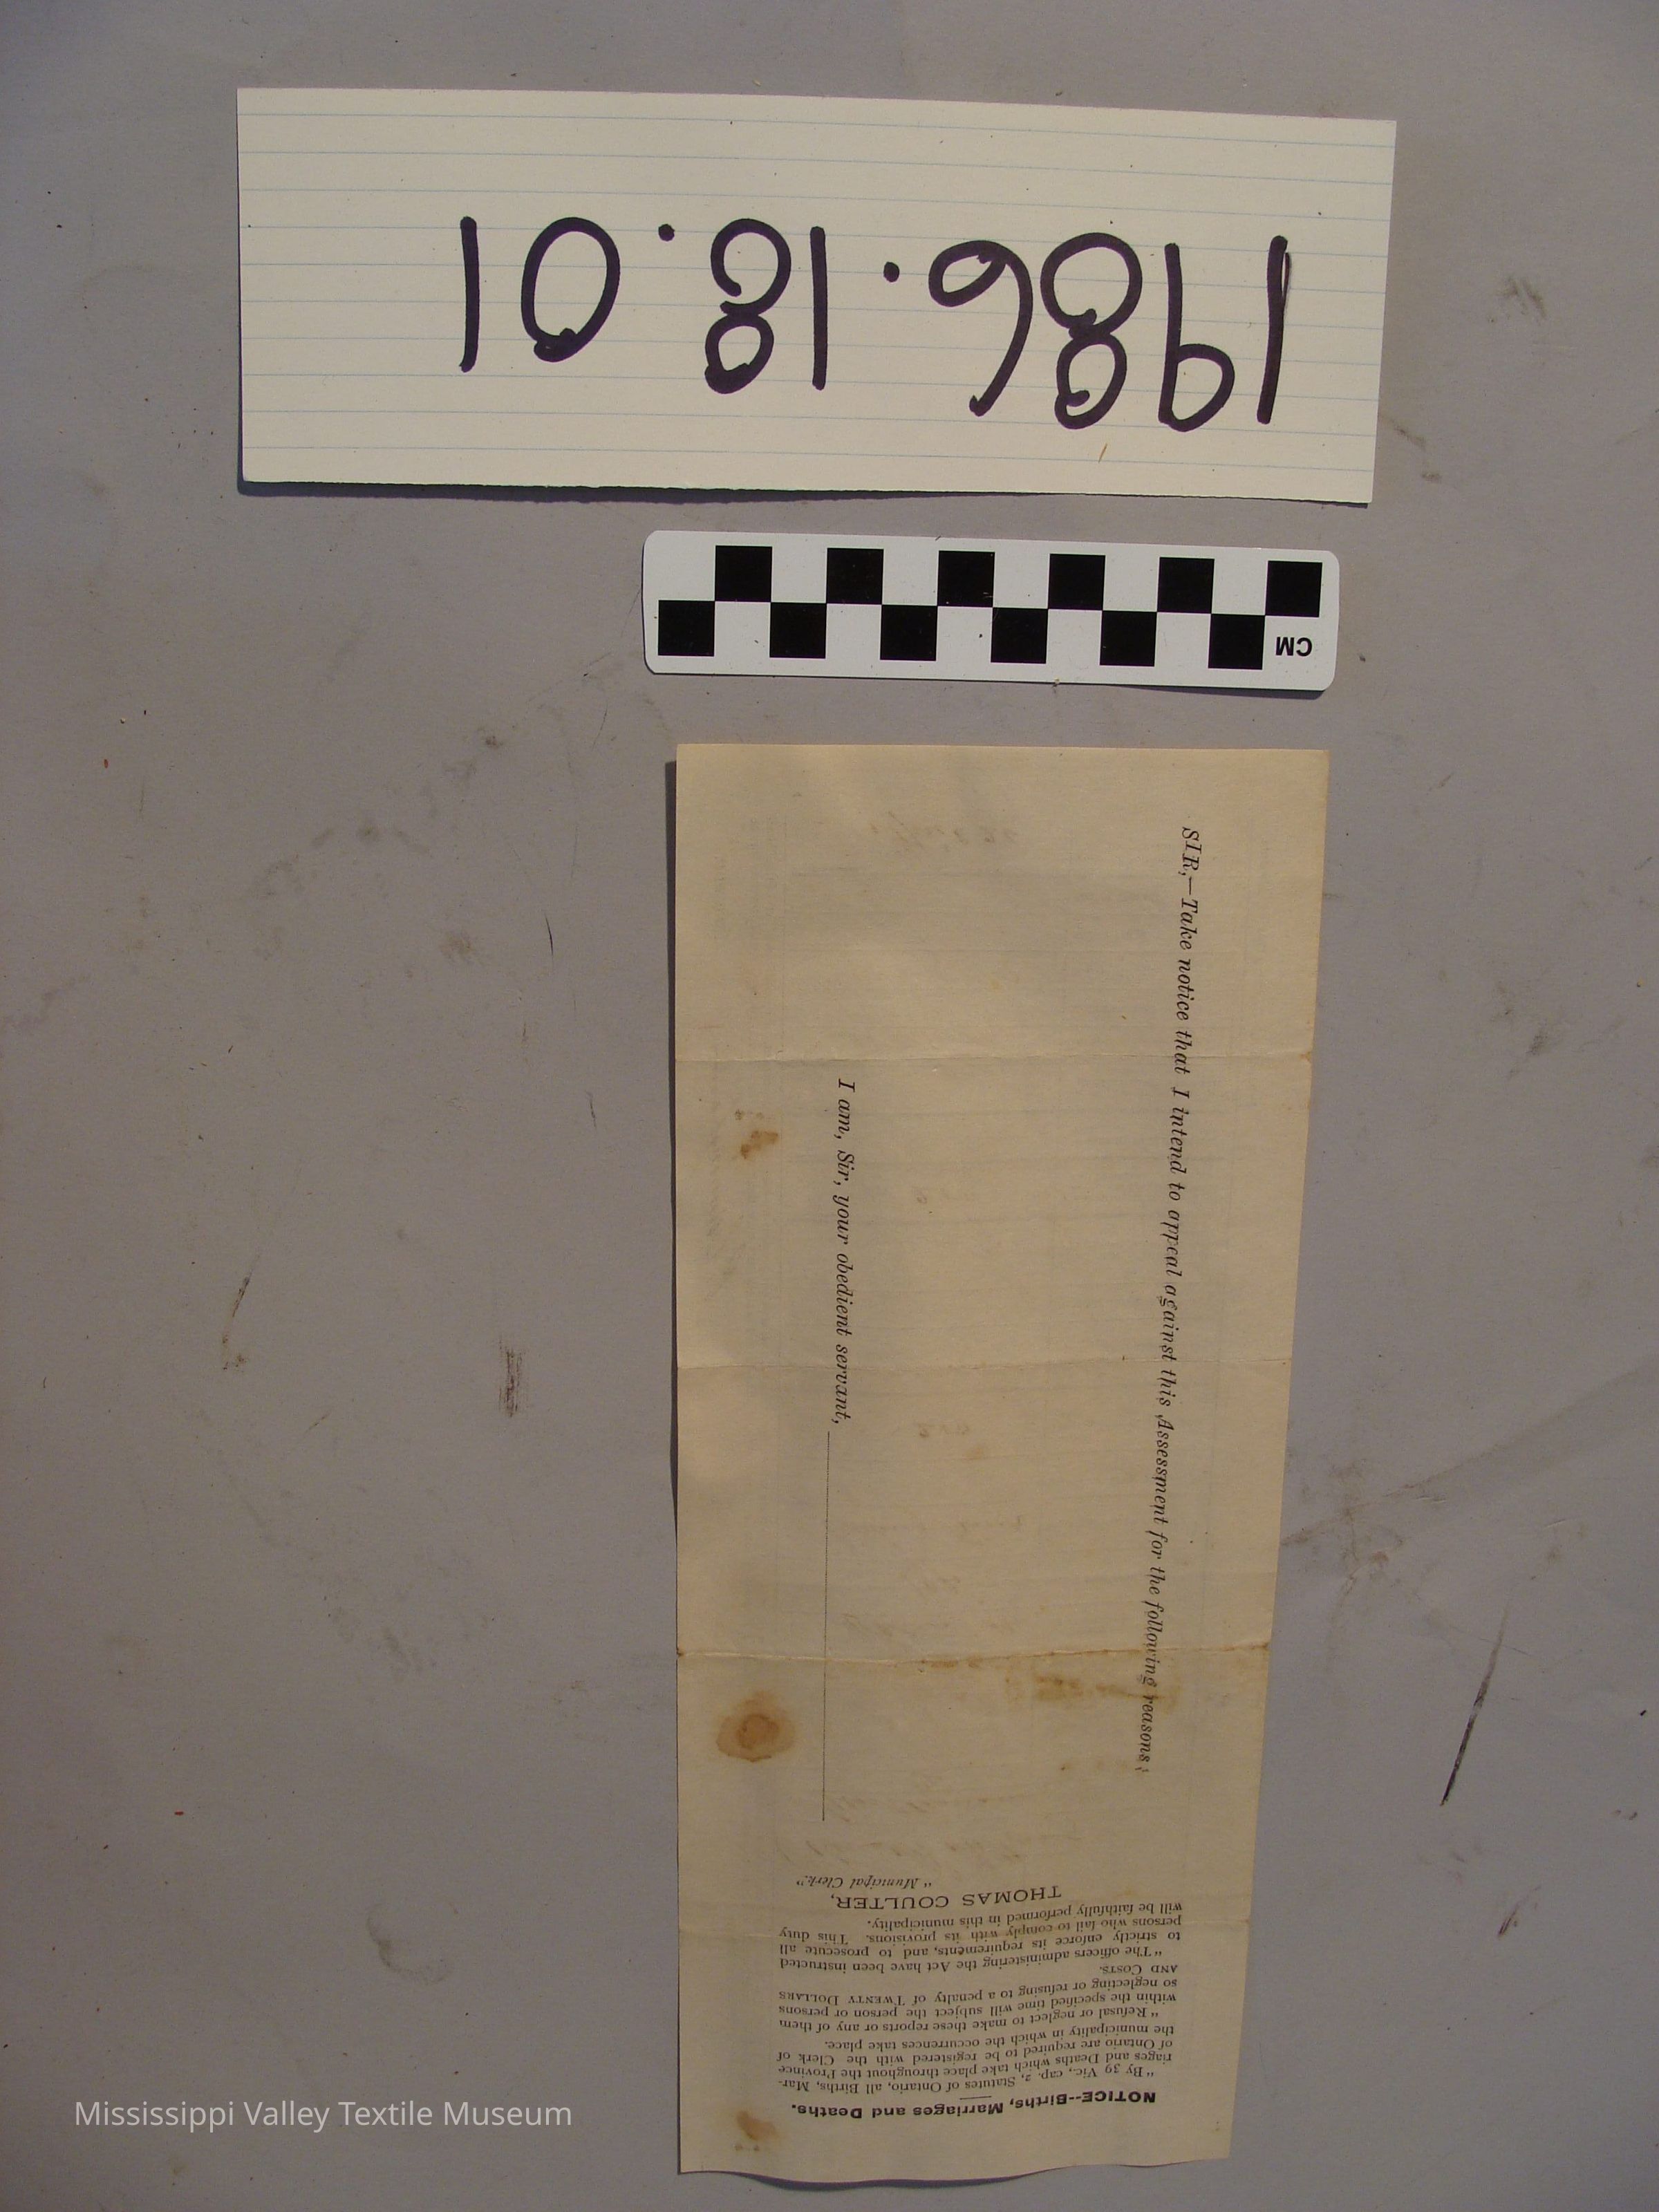 1986.18.01
CM
SIR,—Take notice that I intend to appeal against this Assessment for the following reasons;
I am, Sir, your obedient servant,
NOTICE--Births, Marriages and Deaths.
" By 39 Vic., cap. 2, Statutes of Ontario, all Births, Mar-
riages and Deaths which take place throughout the Province
of Ontario are required to be registered with the Clerk of
the municipality in which the occurrences take place.
" Refusal or neglect to make these reports or any of them
within the specified time will subject the person or persons
so neglecting or refusing to a penalty of TWENTY DOLLARS
AND COSTS.
" The officers administering the Act have been instructed
to strictly enforce its requirements, and to prosecute all
persons who fail to comply with its provisions. This duty
will be faithfully performed in this municipality.
THOMAS COULTER,
" Municipal Clerk."
Mississippi Valley Textile Museum